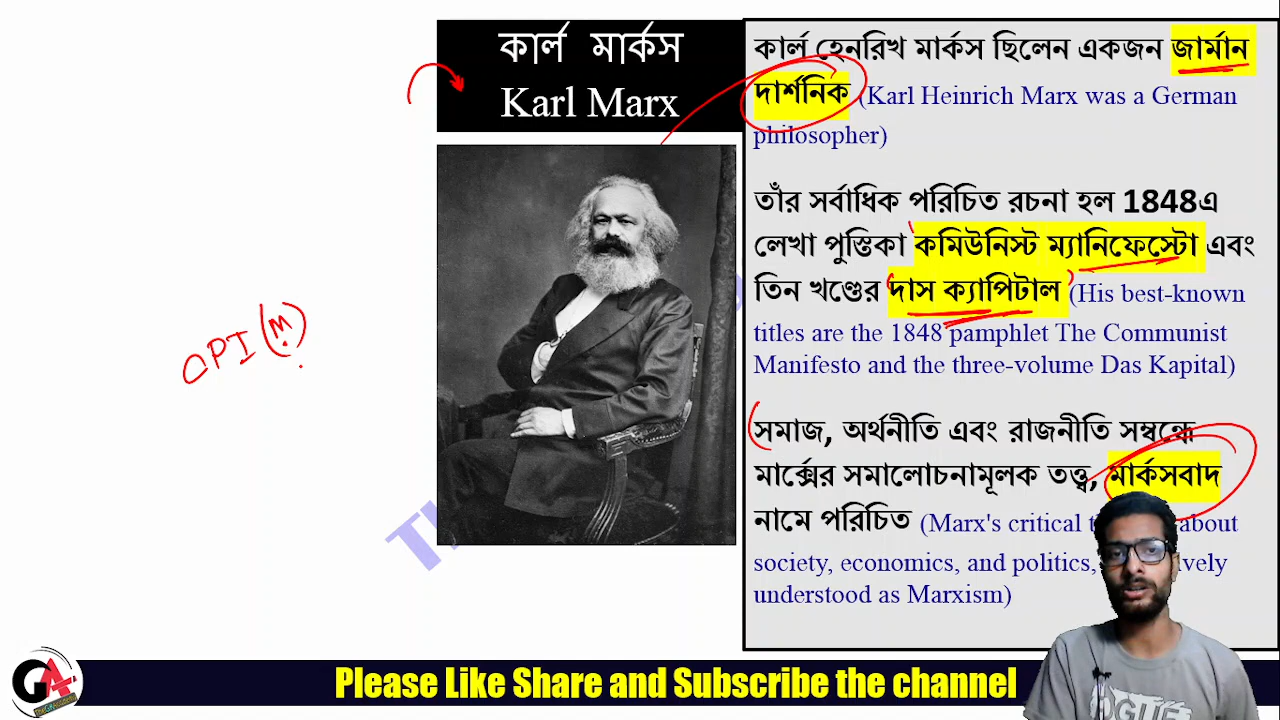 কার্ল মার্কস
Karl Marx
কার্ল হেনরিখ মার্কস ছিলেন একজন জার্মান
দার্শনিক (Karl Heinrich Marx was a German
philosopher)
তাঁর সর্বাধিক পরিচিত রচনা হল 1848এ
লেখা পুস্তিকা কমিউনিস্ট ম্যানিফেস্টো এবং
তিন খণ্ডের দাস ক্যাপিটাল (His best-known
titles are the 1848 pamphlet The Communist
Manifesto and the three-volume Das Kapital)
CPI (M)
সমাজ, অর্থনীতি এবং রাজনীতি সম্বন্ধে
মার্ক্সের সমালোচনামূলক তত্ত্ব, মার্কসবাদ
নামে পরিচিত (Marx's critical about
society, economics, and politics,
understood as Marxism)
GA
Please Like Share and Subscribe the channel